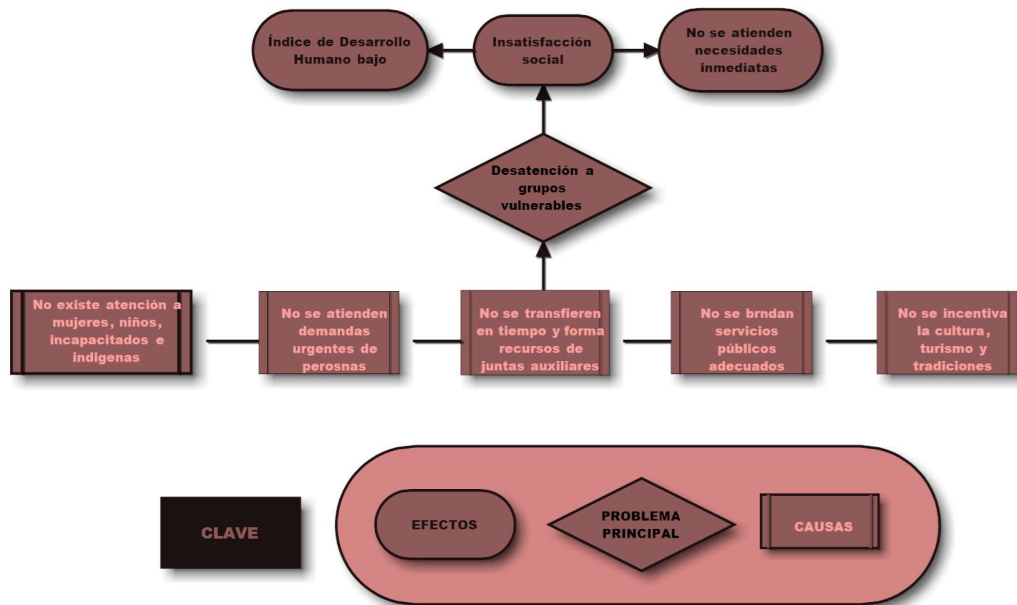 Índice de Desarrollo
Humano bajo
Insatisfacción
social
No se atienden
necesidades
inmediatas
Desatención a
grupos
vulnerables
No existe atención a
mujeres, niños,
incapacitados e
indigenas
No se atienden
demandas
urgentes de
perosnas
No se transfieren
en tiempo y forma
recursos de
juntas auxiliares
No se brndan
servicios
públicos
adecuados
No se incentiva
la cultura,
turismo y
tradiciones
CLAVE
EFECTOS
PROBLEMA
PRINCIPAL
CAUSAS